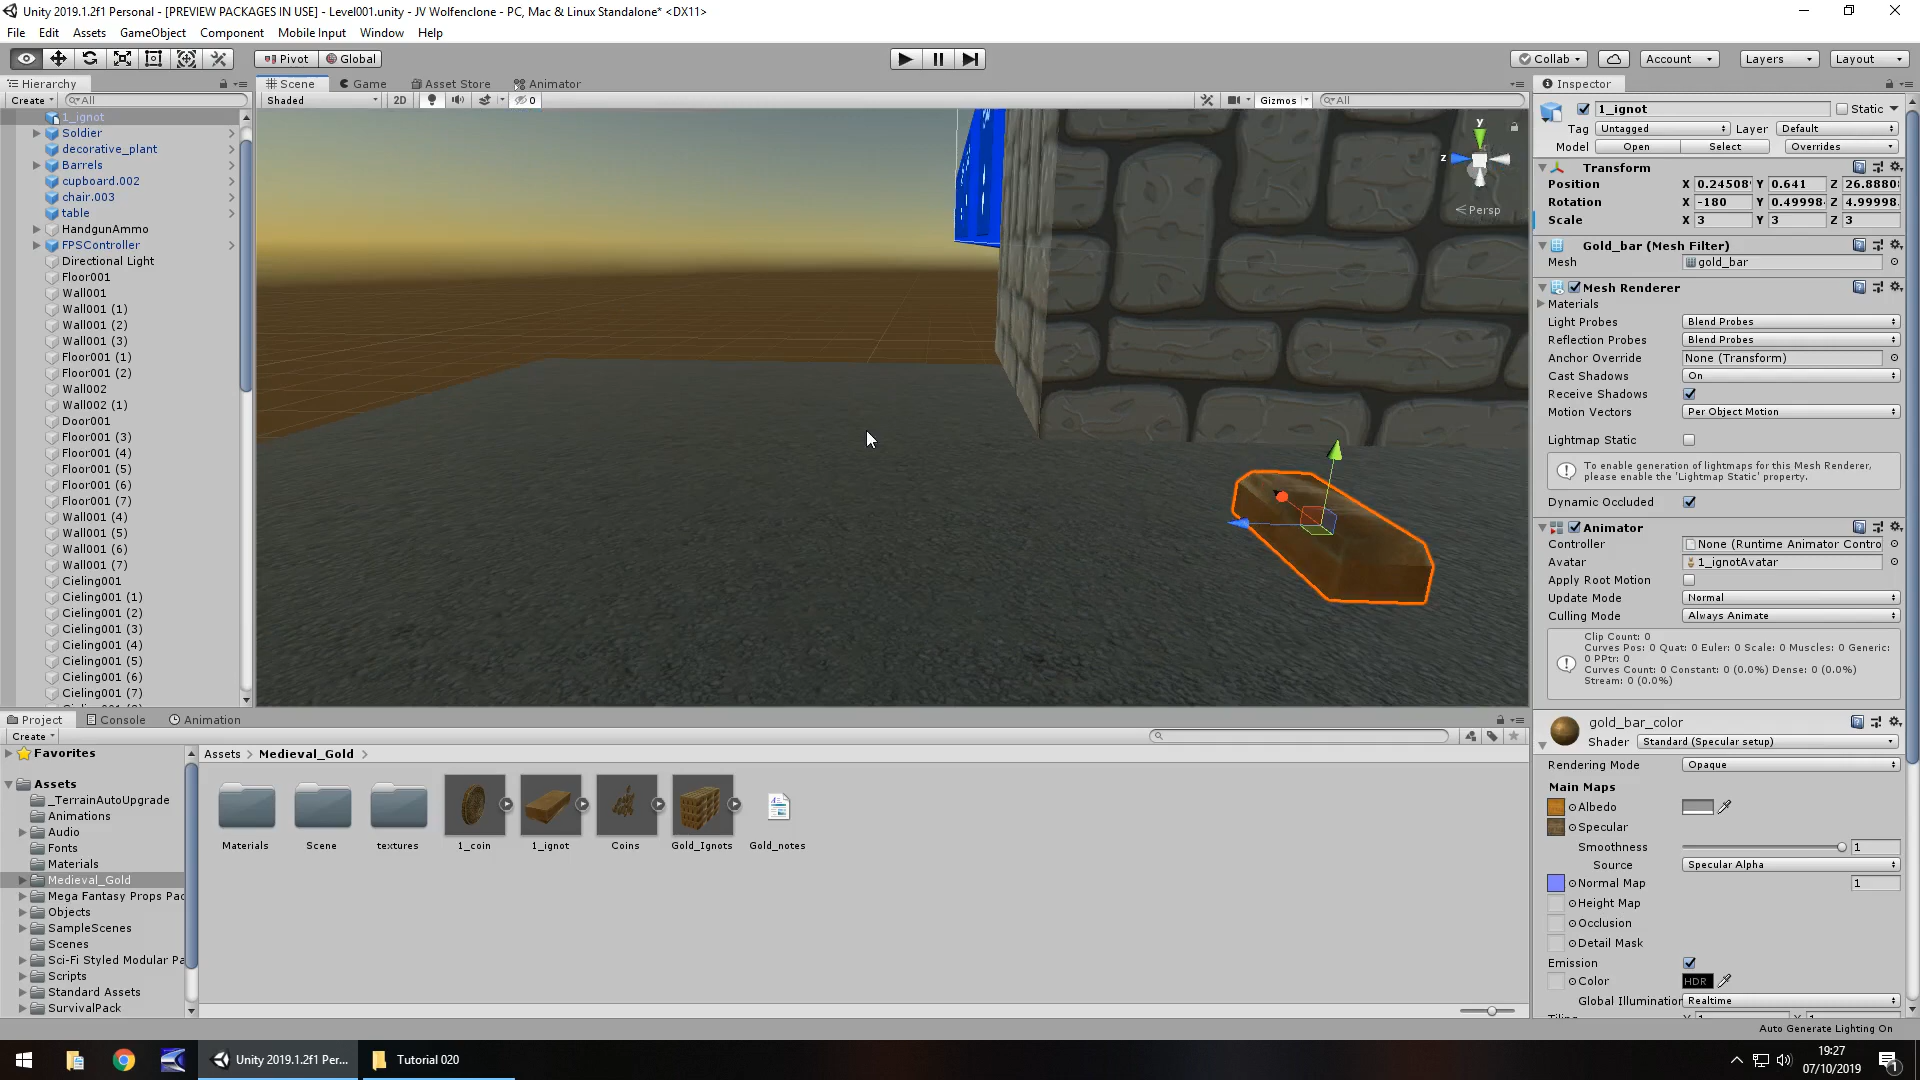 Unity 2019.1.2f1 Personal - [PREVIEW PACKAGES IN USE] - Level001.unity - JV Wolfenclone - PC, Mac & Linux Standalone* <DX11>
File Edit Assets GameObject Component Mobile Input Window Help
Pivot Global Collab Account Layers Layout
Hierarchy
Create All
1_ignot
Soldier
decorative_plant
Barrels
cupboard.002
chair.003
table
HandgunAmmo
FPSController
Directional Light
Floor001
Wall001
Wall001 (1)
Wall001 (2)
Wall001 (3)
Floor001 (1)
Floor001 (2)
Wall002
Wall002 (1)
Door001
Floor001 (3)
Floor001 (4)
Floor001 (5)
Floor001 (6)
Floor001 (7)
Wall001 (4)
Wall001 (5)
Wall001 (6)
Wall001 (7)
Cieling001
Cieling001 (1)
Cieling001 (2)
Cieling001 (3)
Cieling001 (4)
Cieling001 (5)
Cieling001 (6)
Cieling001 (7)
Scene Game Asset Store Animator
Shaded 2D 0 Gizmos All
y
z
Persp
Inspector
1_ignot Static
Tag Untagged Layer Default
Model Open Select Overrides
Transform
Position X 0.24508 Y 0.641 Z 26.8880
Rotation X -180 Y 0.49998 Z 4.99998
Scale X 3 Y 3 Z 3
Gold_bar (Mesh Filter)
Mesh gold_bar
Mesh Renderer
Materials
Light Probes Blend Probes
Reflection Probes Blend Probes
Anchor Override None (Transform)
Cast Shadows On
Receive Shadows
Motion Vectors Per Object Motion
Lightmap Static
To enable generation of lightmaps for this Mesh Renderer,
please enable the 'Lightmap Static' property.
Dynamic Occluded
Animator
Controller None (Runtime Animator Contro
Avatar 1_ignotAvatar
Apply Root Motion
Update Mode Normal
Culling Mode Always Animate
Clip Count: 0
Curves Pos: 0 Quat: 0 Euler: 0 Scale: 0 Muscles: 0 Generic:
0 PPtr: 0
Curves Count: 0 Constant: 0 (0.0%) Dense: 0 (0.0%)
Stream: 0 (0.0%)
gold_bar_color
Shader Standard (Specular setup)
Rendering Mode Opaque
Main Maps
Albedo
Specular
Smoothness 1
Source Specular Alpha
Normal Map 1
Height Map
Occlusion
Detail Mask
Emission
Color HDR
Global Illumination Realtime
Project Console Animation
Create
Favorites
Assets
_TerrainAutoUpgrade
Animations
Audio
Fonts
Materials
Medieval_Gold
Mega Fantasy Props Pac
Objects
SampleScenes
Scenes
Sci-Fi Styled Modular Pa
Scripts
Standard Assets
SurvivalPack
Assets > Medieval_Gold >
Materials Scene textures 1_coin 1_ignot Coins Gold_Ignots Gold_notes
Auto Generate Lighting On
Unity 2019.1.2f1 Per... Tutorial 020
19:27
07/10/2019
1